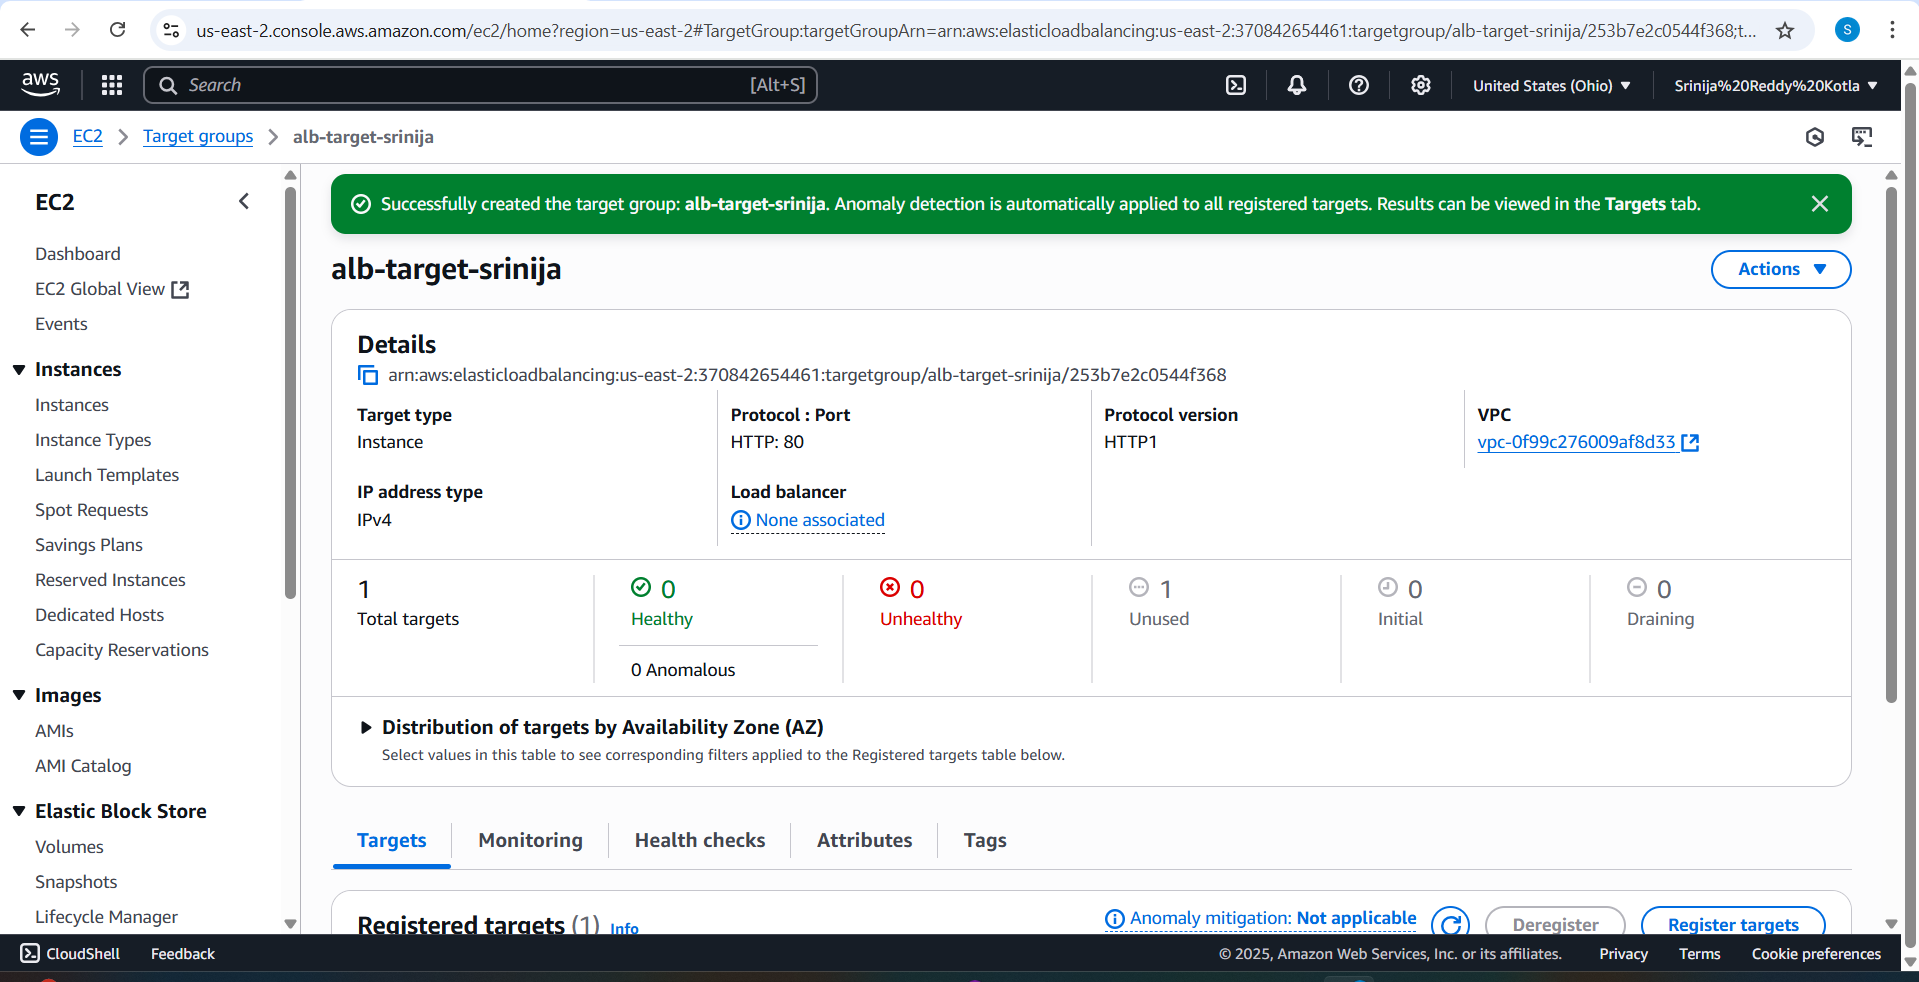 us-east-2.console.aws.amazon.com/ec2/home?region=us-east-2#TargetGroup:targetGroupArn=arn:aws:elasticloadbalancing:us-east-2:370842654461:targetgroup/alb-target-srinija/253b7e2c0544f368;t...
S
aws
Search
[Alt+S]
United States (Ohio)
Srinija%20Reddy%20Kotla
EC2
Target groups
alb-target-srinija
EC2
Dashboard
EC2 Global View
Events
Instances
Instances
Instance Types
Launch Templates
Spot Requests
Savings Plans
Reserved Instances
Dedicated Hosts
Capacity Reservations
Images
AMIs
AMI Catalog
Elastic Block Store
Volumes
Snapshots
Lifecycle Manager
Successfully created the target group: alb-target-srinija. Anomaly detection is automatically applied to all registered targets. Results can be viewed in the Targets tab.
alb-target-srinija
Actions
Details
arn:aws:elasticloadbalancing:us-east-2:370842654461:targetgroup/alb-target-srinija/253b7e2c0544f368
Target type
Instance
Protocol : Port
HTTP: 80
Protocol version
HTTP1
VPC
vpc-0f99c276009af8d33
IP address type
IPv4
Load balancer
None associated
1
Total targets
0
Healthy
0 Anomalous
0
Unhealthy
1
Unused
0
Initial
0
Draining
Distribution of targets by Availability Zone (AZ)
Select values in this table to see corresponding filters applied to the Registered targets table below.
Targets
Monitoring
Health checks
Attributes
Tags
Registered targets (1) Info
Anomaly mitigation: Not applicable
Deregister
Register targets
CloudShell
Feedback
© 2025, Amazon Web Services, Inc. or its affiliates.
Privacy
Terms
Cookie preferences